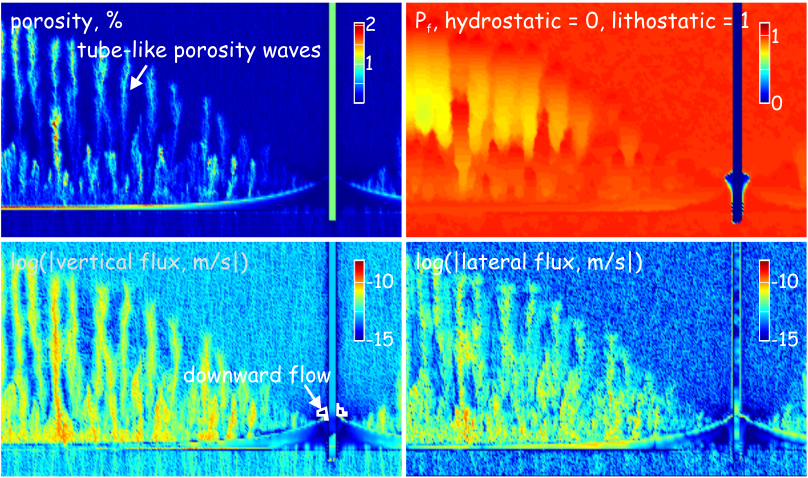 porosity, %
tube-like porosity waves
2
1
Pf, hydrostatic = 0, lithostatic = 1
1
0
log(|vertical flux, m/s|)
-10
-15
downward flow
log(|lateral flux, m/s|)
-10
-15